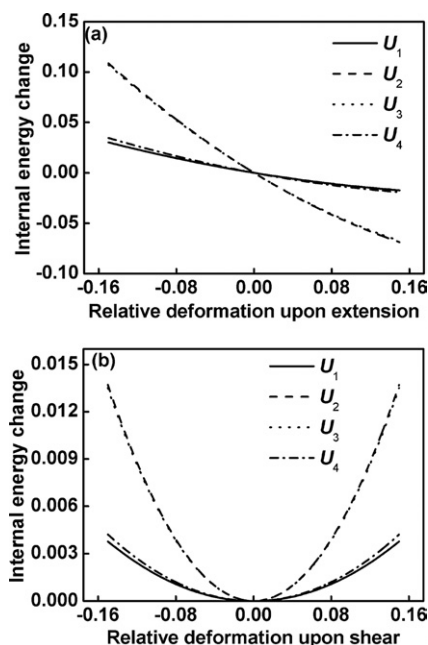 (a)
U1
U2
U3
U4
0.15
0.10
0.05
0.00
-0.05
-0.10
Internal energy change
-0.16 -0.08 0.00 0.08 0.16
Relative deformation upon extension
(b)
U1
U2
U3
U4
0.015
0.012
0.009
0.006
0.003
0.000
Internal energy change
-0.16 -0.08 0.00 0.08 0.16
Relative deformation upon shear